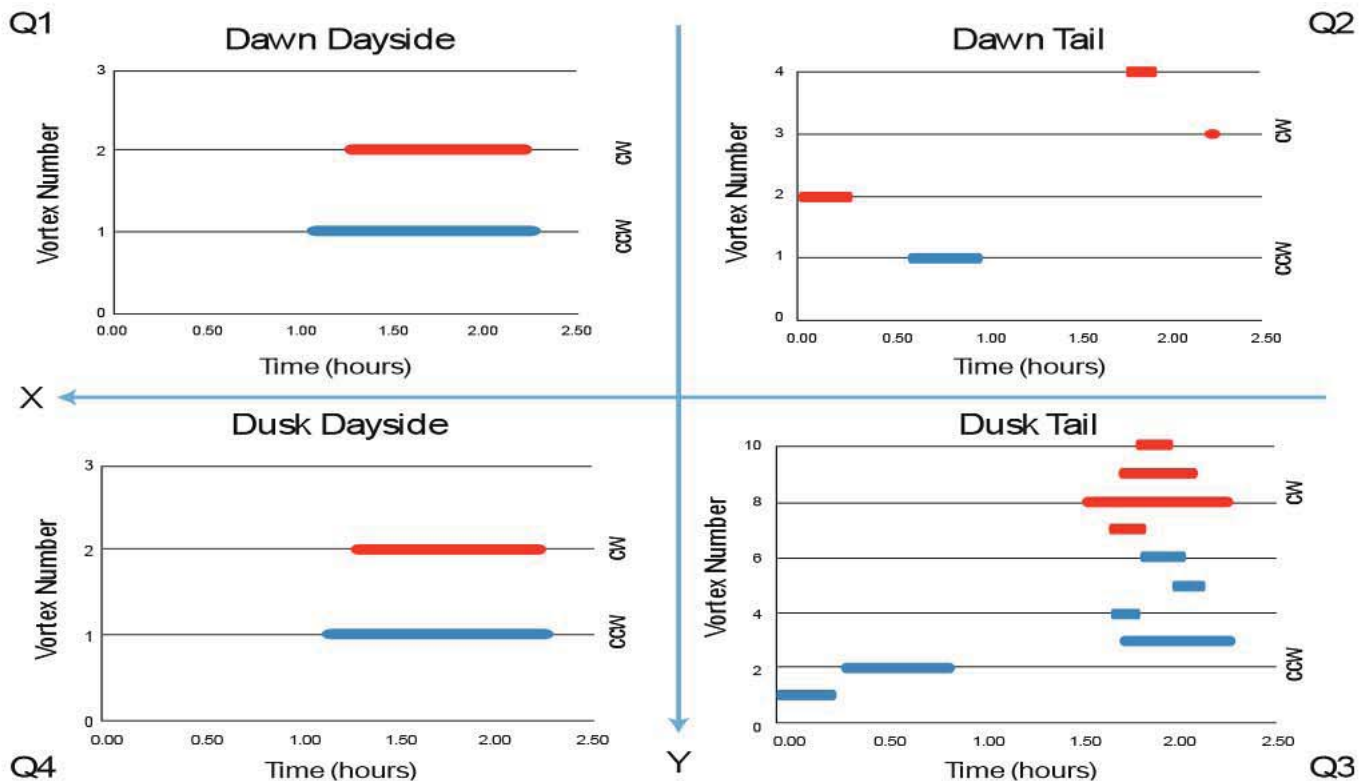 Q1
Dawn Dayside
Vortex Number
3
2
1
0
CW
CCW
0.00 0.50 1.00 1.50 2.00 2.50
Time (hours)
Q2
Dawn Tail
Vortex Number
4
3
2
1
0
CW
CCW
0.00 0.50 1.00 1.50 2.00 2.50
Time (hours)
X
Dusk Dayside
Vortex Number
3
2
1
0
CW
CCW
0.00 0.50 1.00 1.50 2.00 2.50
Time (hours)
Q4
Y
Dusk Tail
Vortex Number
10
8
6
4
2
0
CW
CCW
0.00 0.50 1.00 1.50 2.00 2.50
Time (hours)
Q3